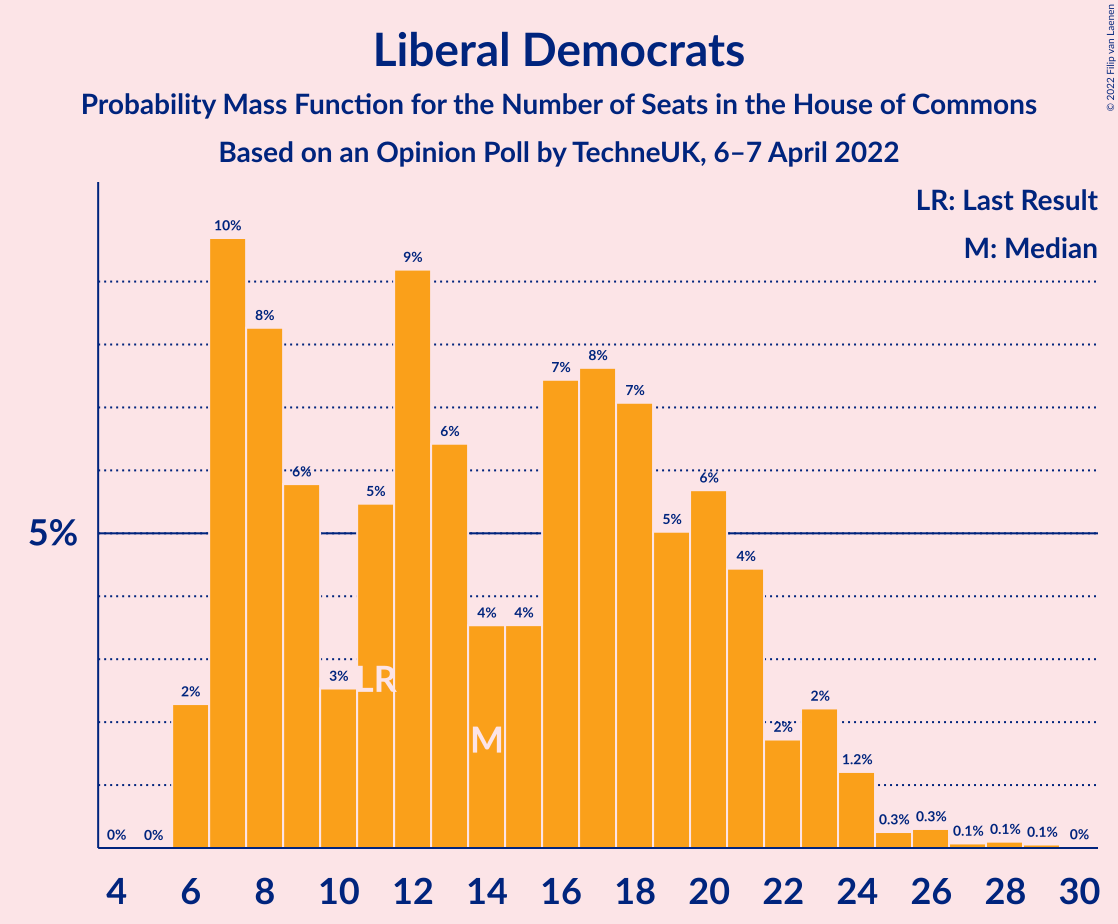 Liberal Democrats
Probability Mass Function for the Number of Seats in the House of Commons
Based on an Opinion Poll by TechneUK, 6–7 April 2022
© 2022 Filip van Laenen
LR: Last Result
M: Median
5%
0% 0% 2% 10% 8% 6% 3% 5% 9% 6% 4% 4% 7% 8% 7% 5% 6% 4% 2% 2% 1.2% 0.3% 0.3% 0.1% 0.1% 0.1% 0%
LR
M
4 6 8 10 12 14 16 18 20 22 24 26 28 30